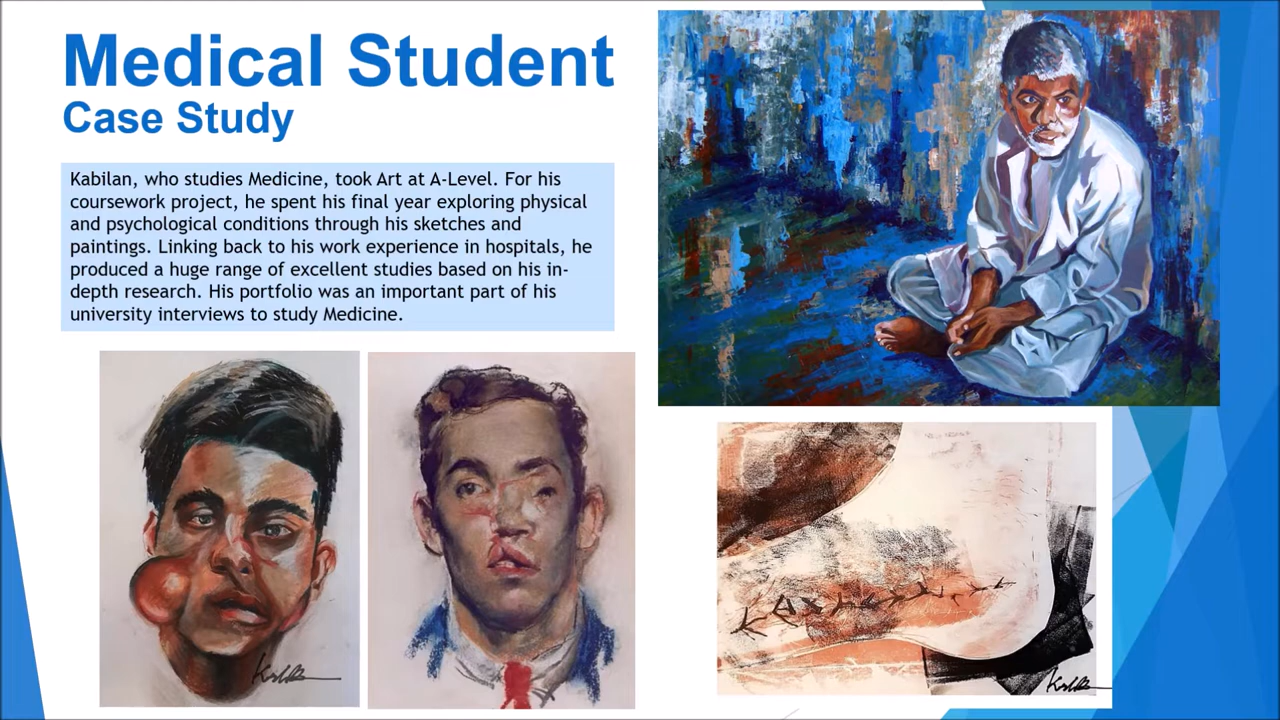 Medical Student
Case Study
Kabilan, who studies Medicine, took Art at A-Level. For his
coursework project, he spent his final year exploring physical
and psychological conditions through his sketches and
paintings. Linking back to his work experience in hospitals, he
produced a huge range of excellent studies based on his in-
depth research. His portfolio was an important part of his
university interviews to study Medicine.